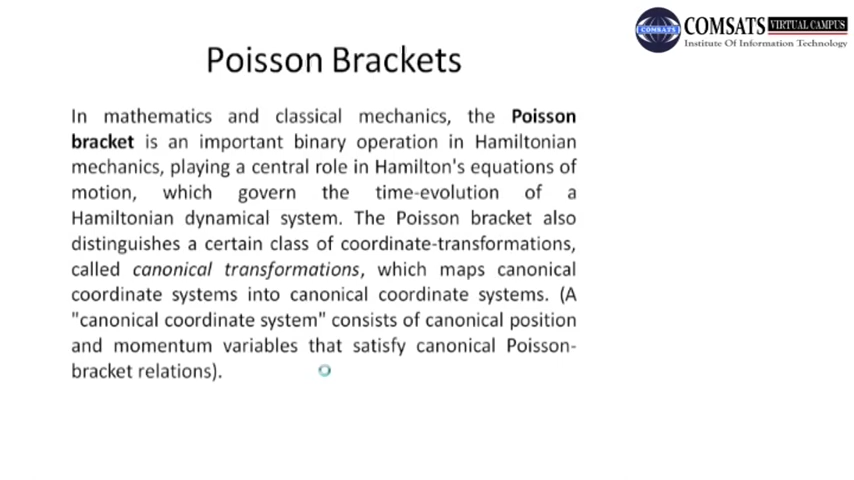 COMSATS VIRTUAL CAMPUS
COMSATS
Institute Of Information Technology
Poisson Brackets
In mathematics and classical mechanics, the Poisson
bracket is an important binary operation in Hamiltonian
mechanics, playing a central role in Hamilton's equations of
motion, which govern the time-evolution of a
Hamiltonian dynamical system. The Poisson bracket also
distinguishes a certain class of coordinate-transformations,
called canonical transformations, which maps canonical
coordinate systems into canonical coordinate systems. (A
"canonical coordinate system" consists of canonical position
and momentum variables that satisfy canonical Poisson-
bracket relations).